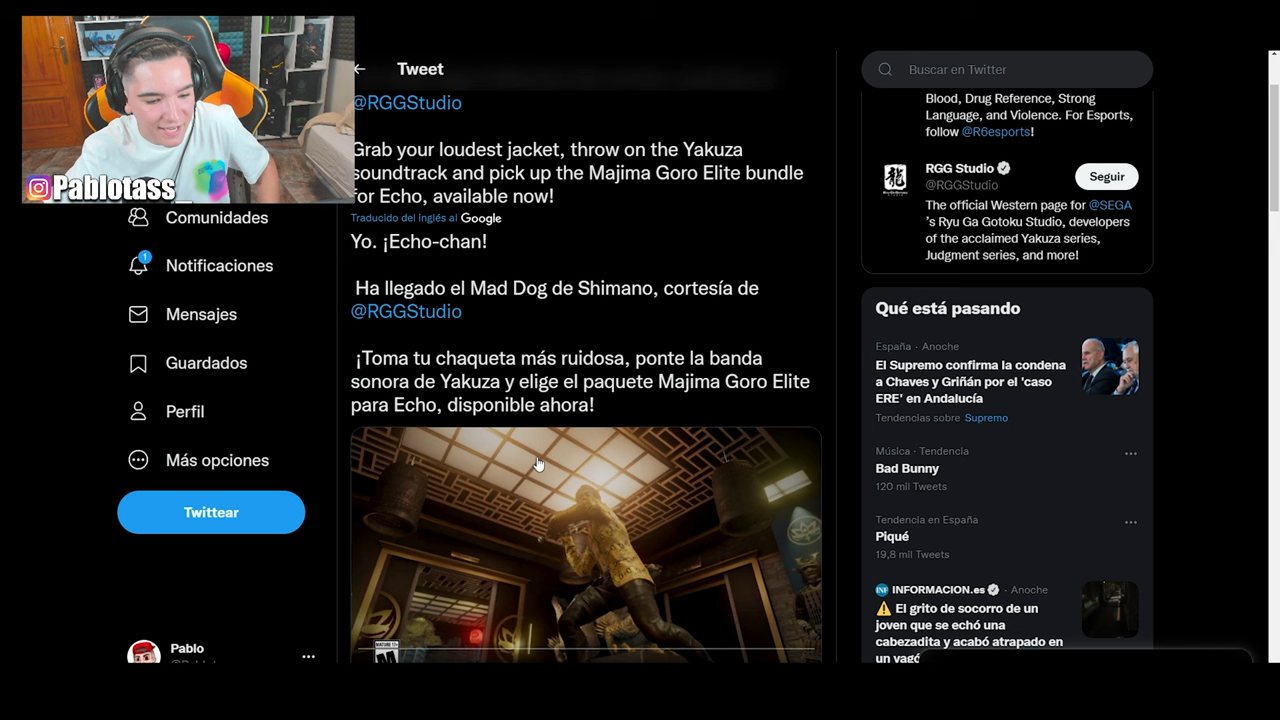 Pablotass_
Comunidades
Notificaciones
1
Mensajes
Guardados
Perfil
Más opciones
Twittear
Pablo
Tweet
@RGGStudio
Grab your loudest jacket, throw on the Yakuza
soundtrack and pick up the Majima Goro Elite bundle
for Echo, available now!
Traducido del inglés al Google
Yo. ¡Echo-chan!
Ha llegado el Mad Dog de Shimano, cortesía de
@RGGStudio
¡Toma tu chaqueta más ruidosa, ponte la banda
sonora de Yakuza y elige el paquete Majima Goro Elite
para Echo, disponible ahora!
MATURE 17+
M
Buscar en Twitter
Blood, Drug Reference, Strong
Language, and Violence. For Esports,
follow @R6esports!
RGG Studio
@RGGStudio
Seguir
The official Western page for @SEGA
's Ryu Ga Gotoku Studio, developers
of the acclaimed Yakuza series,
Judgment series, and more!
Qué está pasando
España · Anoche
El Supremo confirma la condena
a Chaves y Griñán por el 'caso
ERE' en Andalucía
Tendencias sobre Supremo
Música · Tendencia
Bad Bunny
120 mil Tweets
Tendencia en España
Piqué
19,8 mil Tweets
INFORMACION.es · Anoche
⚠️ El grito de socorro de un
joven que se echó una
cabezadita y acabó atrapado en
un vagó